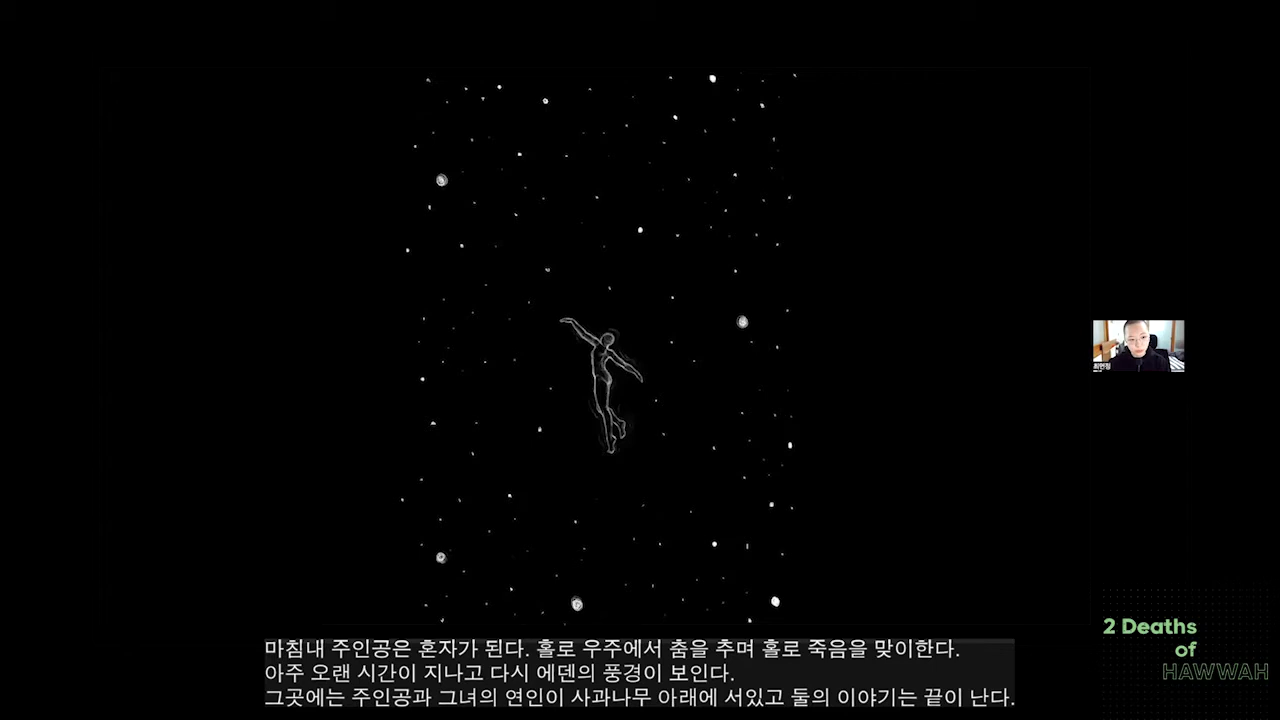 최헌정
마침내 주인공은 혼자가 된다. 홀로 우주에서 춤을 추며 홀로 죽음을 맞이한다.
아주 오랜 시간이 지나고 다시 에덴의 풍경이 보인다.
그곳에는 주인공과 그녀의 연인이 사과나무 아래에 서있고 둘의 이야기는 끝이 난다.
2 Deaths
of
HAWWAH